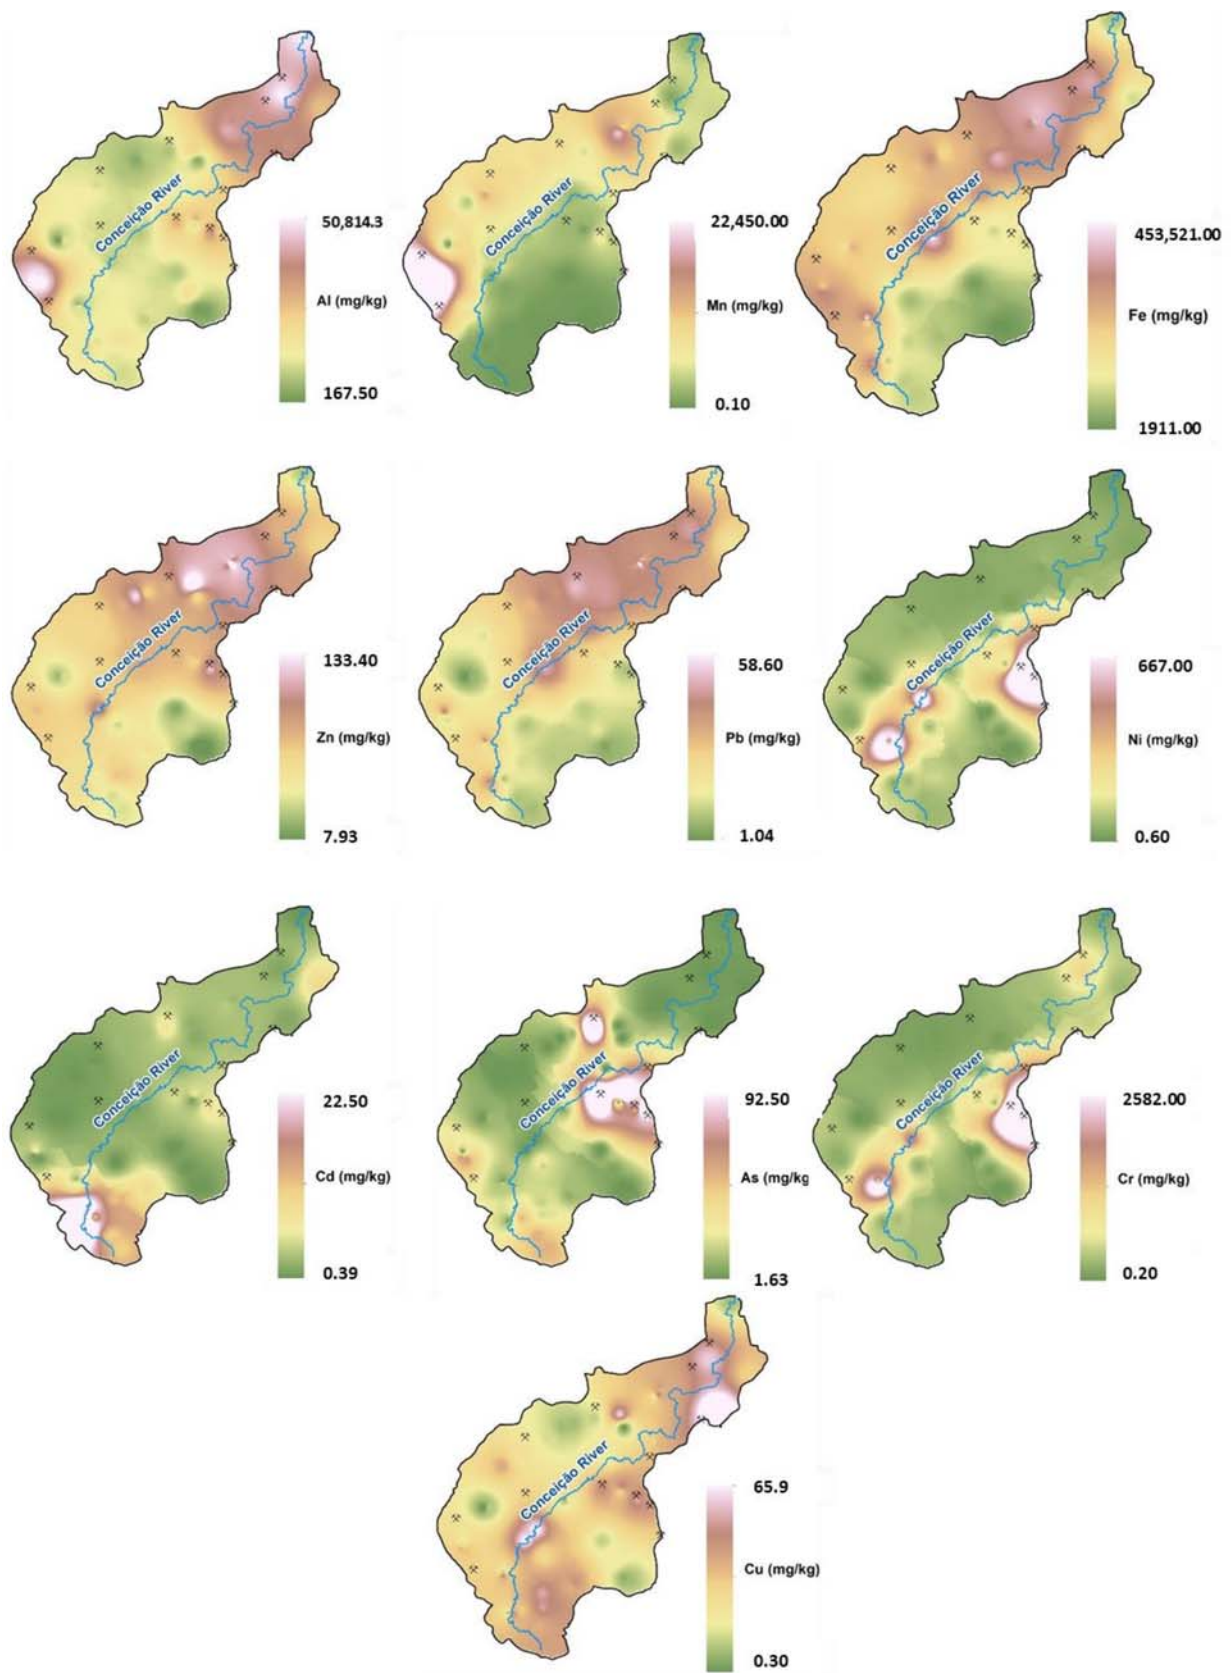 Conceição River
50,814.3
Al (mg/kg)
167.50
Conceição River
22,450.00
Mn (mg/kg)
0.10
Conceição River
453,521.00
Fe (mg/kg)
1911.00
Conceição River
133.40
Zn (mg/kg)
7.93
Conceição River
58.60
Pb (mg/kg)
1.04
Conceição River
667.00
Ni (mg/kg)
0.60
Conceição River
22.50
Cd (mg/kg)
0.39
Conceição River
92.50
As (mg/kg
1.63
Conceição River
2582.00
Cr (mg/kg)
0.20
Conceição River
65.9
Cu (mg/kg)
0.30